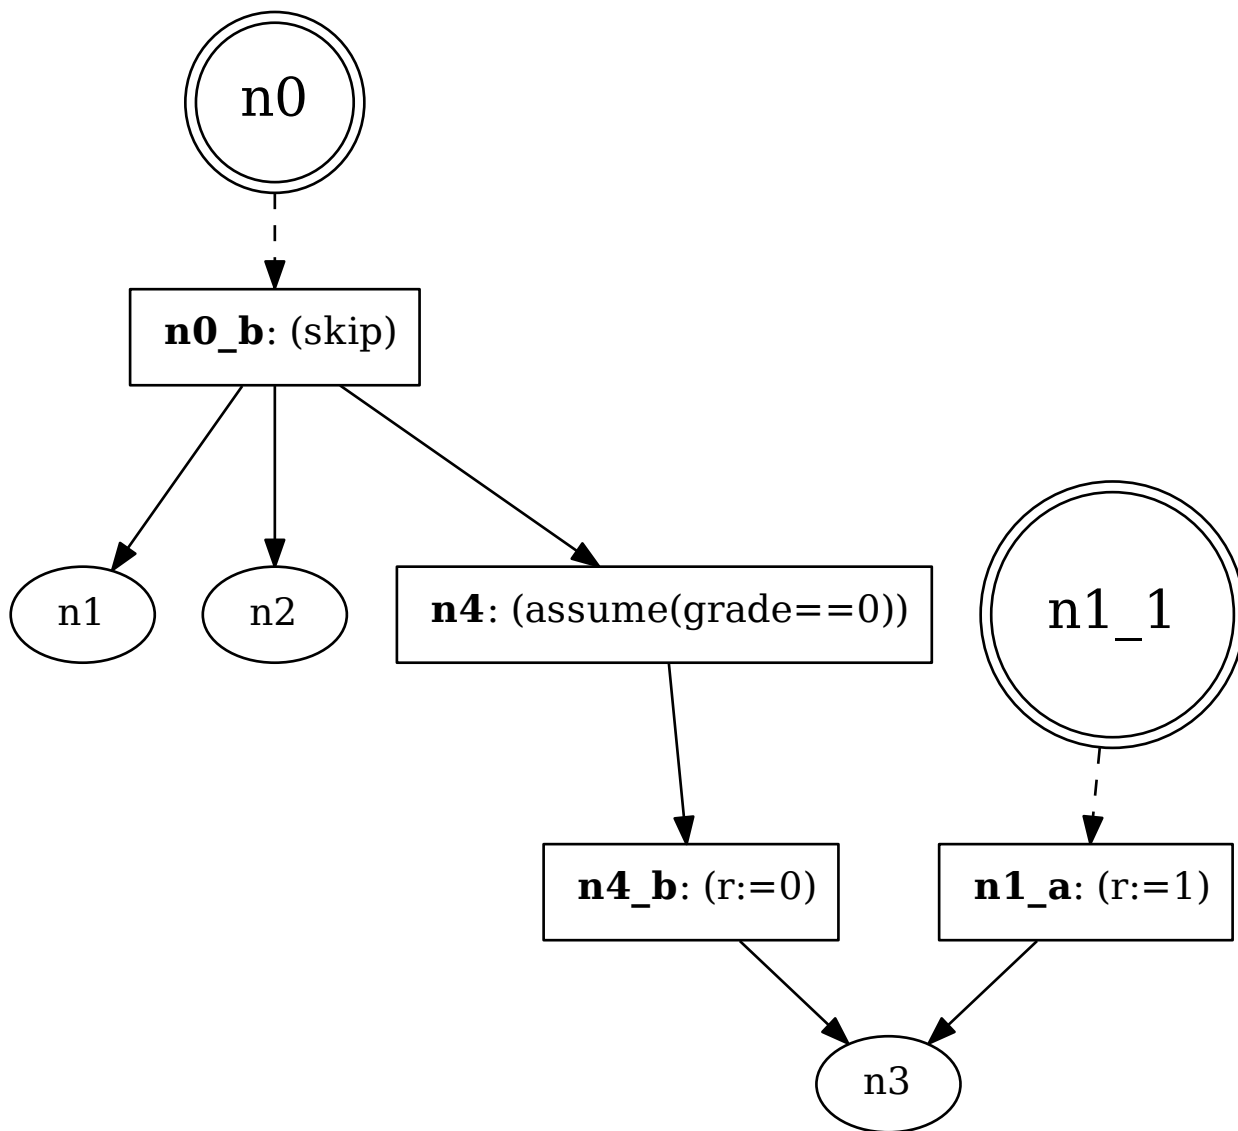 n0
n0_b: (skip)
n1
n2
n4: (assume(grade==0))
n1_1
n4_b: (r:=0)
n1_a: (r:=1)
n3